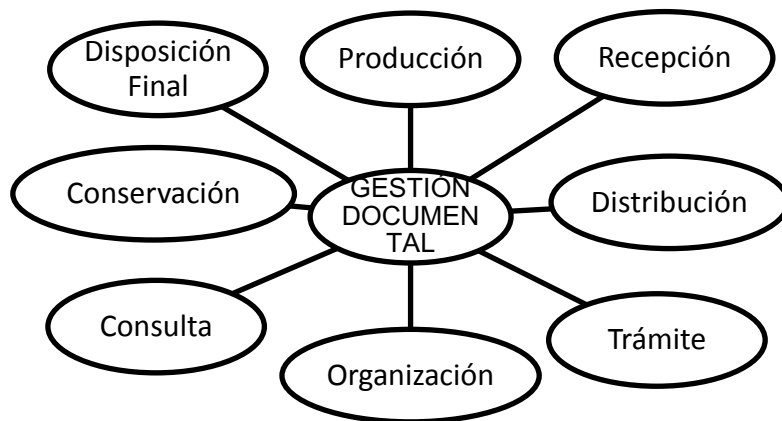 Disposición
Final
Producción
Recepción
Conservación
GESTIÓN
DOCUMEN
TAL
Distribución
Consulta
Organización
Trámite